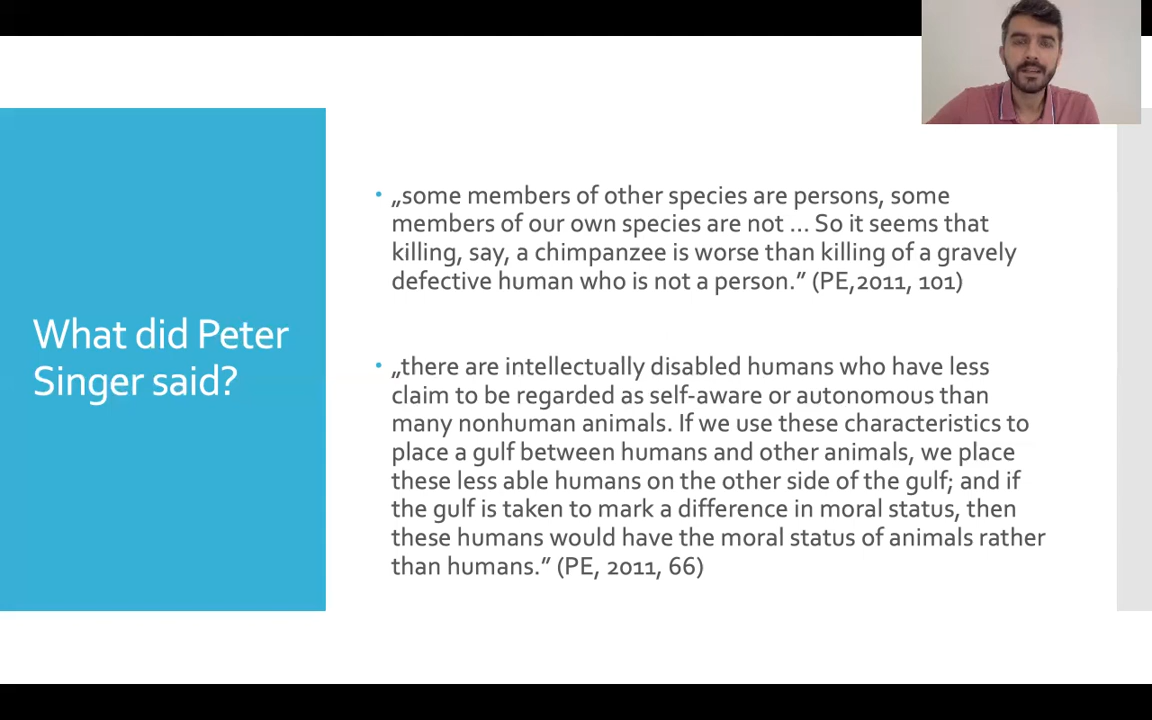 What did Peter
Singer said?
„some members of other species are persons, some
members of our own species are not ... So it seems that
killing, say, a chimpanzee is worse than killing of a gravely
defective human who is not a person.” (PE,2011, 101)
„there are intellectually disabled humans who have less
claim to be regarded as self-aware or autonomous than
many nonhuman animals. If we use these characteristics to
place a gulf between humans and other animals, we place
these less able humans on the other side of the gulf; and if
the gulf is taken to mark a difference in moral status, then
these humans would have the moral status of animals rather
than humans.” (PE, 2011, 66)